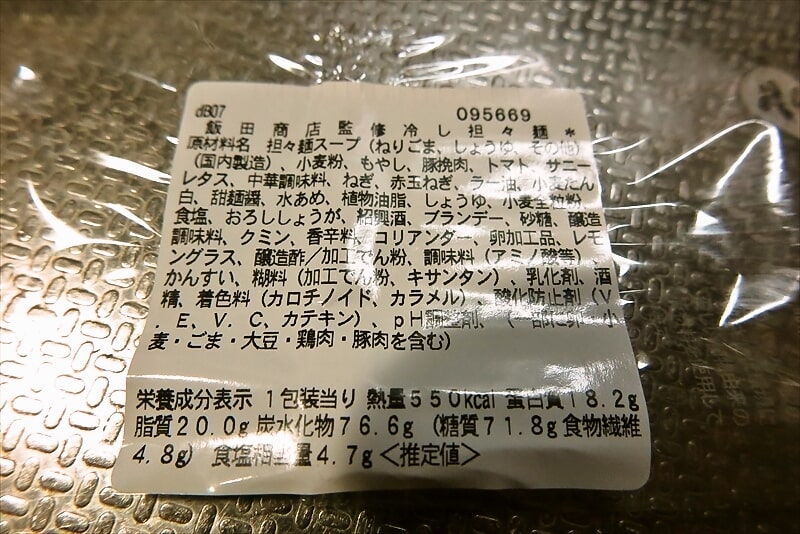 dB07 095669
飯田商店監修冷し担々麺*
原材料名 担々麺スープ（ねりごま、しょうゆ、その他）
（国内製造）、小麦粉、もやし、豚挽肉、トマト、サニー
レタス、中華調味料、ねぎ、赤玉ねぎ、ラー油、小麦たん
白、甜麺醤、水あめ、植物油脂、しょうゆ、小麦全粒粉、
食塩、おろししょうが、紹興酒、ブランデー、砂糖、醸造
調味料、クミン、香辛料、コリアンダー、卵加工品、レモ
ングラス、醸造酢／加工でん粉、調味料（アミノ酸等）、
かんすい、糊料（加工でん粉、キサンタン）、乳化剤、酒
精、着色料（カロチノイド、カラメル）、酸化防止剤（V
．E、V．C、カテキン）、pH調整剤、（一部に卵・小
麦・ごま・大豆・鶏肉・豚肉を含む）
栄養成分表示 1包装当り 熱量550kcal 蛋白質18.2g
脂質20.0g 炭水化物76.6g （糖質71.8g 食物繊維
4.8g） 食塩相当量4.7g＜推定値＞